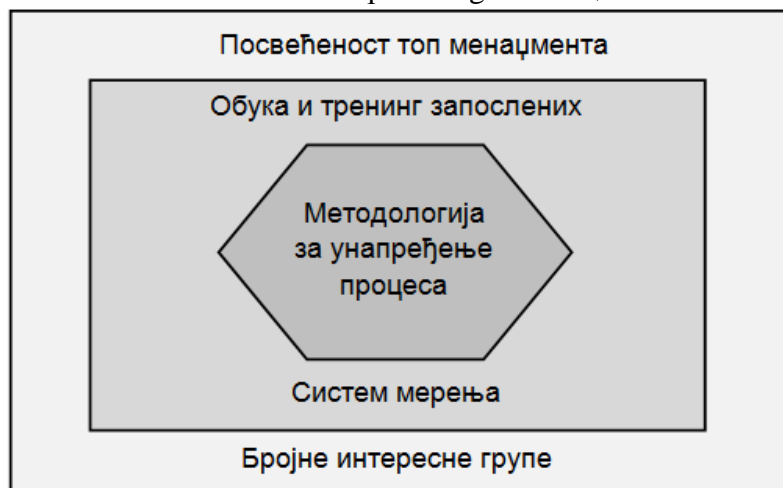 Посвећеност топ менаџмента
Обука и тренинг запослених
Методологија
за унапређење
процеса
Систем мерења
Бројне интересне групе